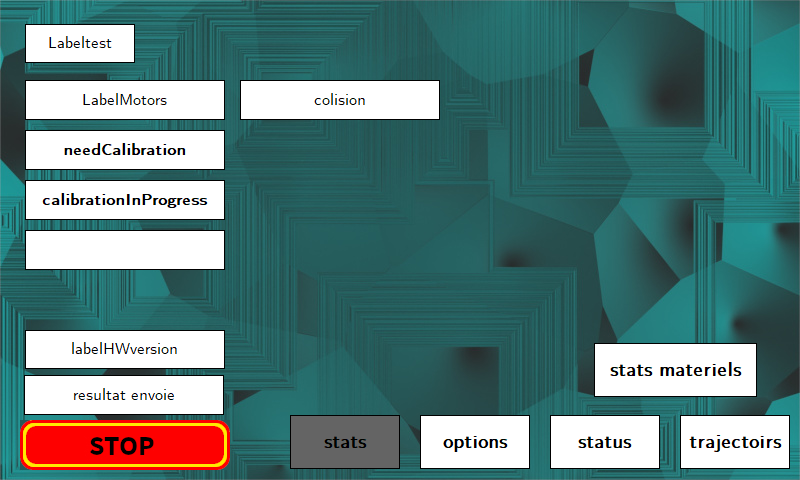 Labeltest
LabelMotors
colision
needCalibration
calibrationInProgress
labelHWversion
stats materiels
resultat envoie
STOP
stats
options
status
trajectoirs